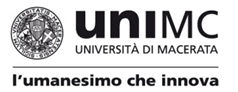 unimc
UNIVERSITÀ DI MACERATA
l'umanesimo che innova